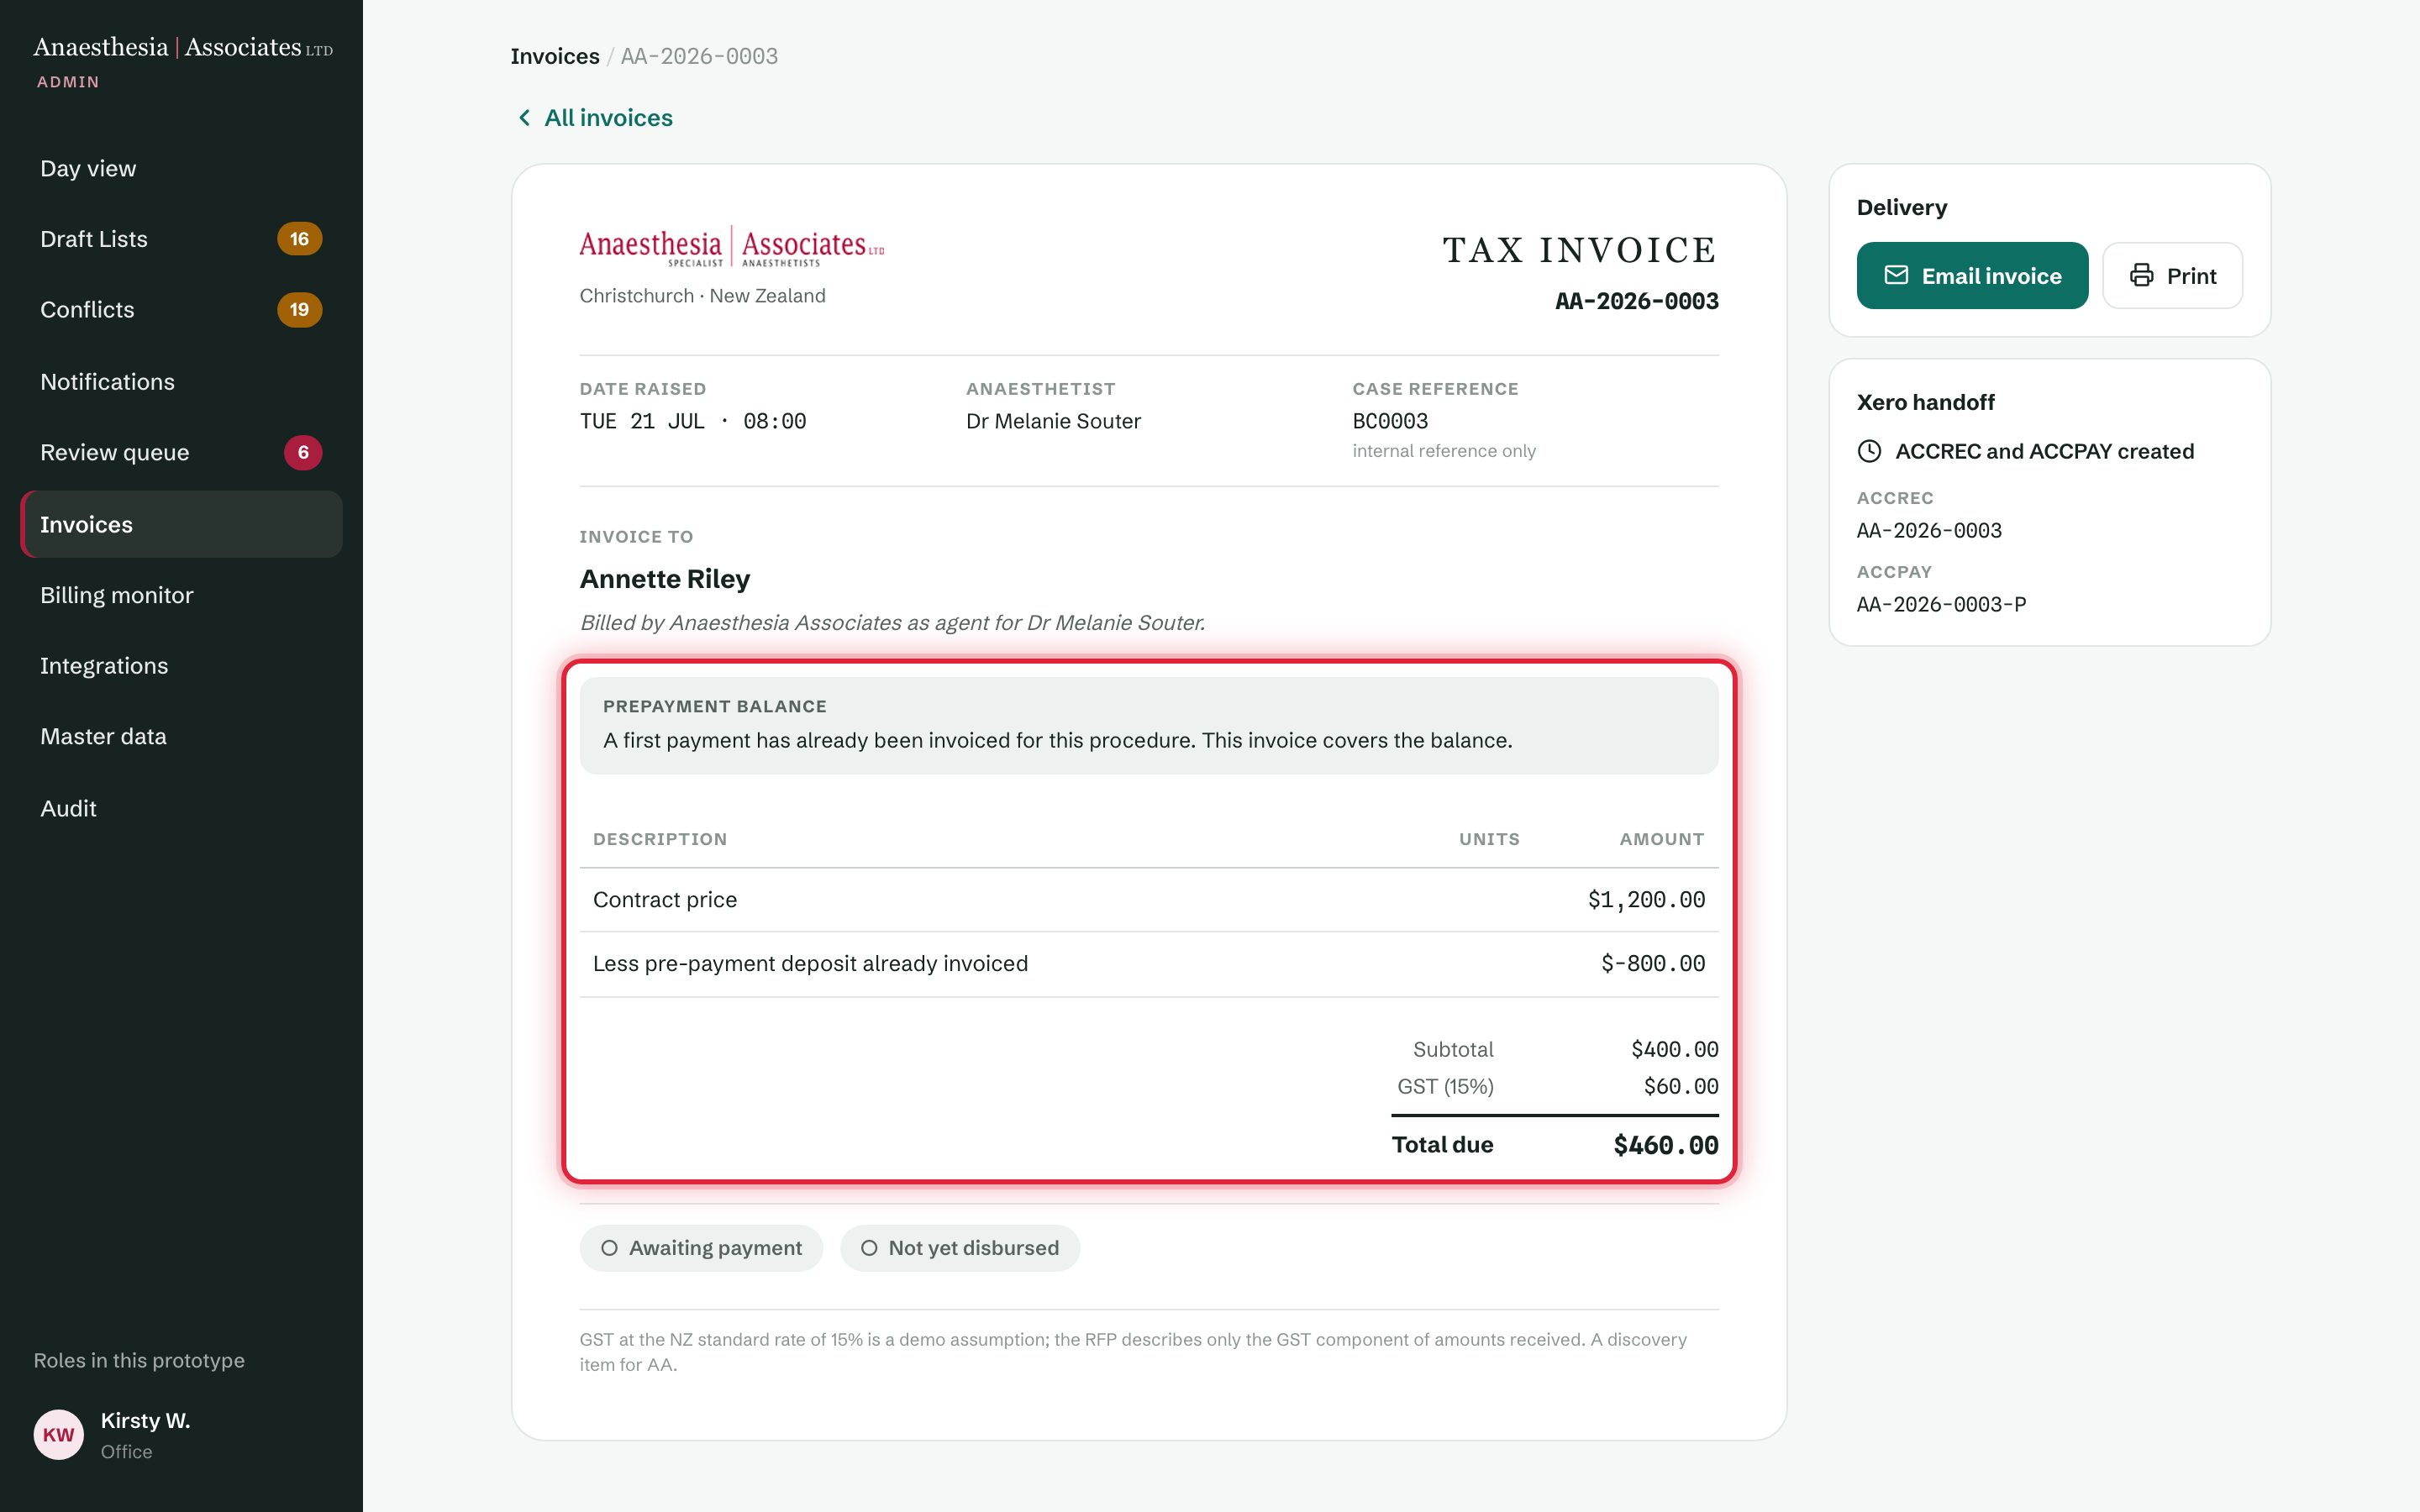 Anaesthesia | Associates LTD
ADMIN
Day view
Draft Lists 16
Conflicts 19
Notifications
Review queue 6
Invoices
Billing monitor
Integrations
Master data
Audit
Roles in this prototype
KW
Kirsty W.
Office
Invoices / AA-2026-0003
All invoices
Anaesthesia | Associates LTD
SPECIALIST ANAESTHETISTS
Christchurch · New Zealand
TAX INVOICE
AA-2026-0003
DATE RAISED
TUE 21 JUL · 08:00
ANAESTHETIST
Dr Melanie Souter
CASE REFERENCE
BC0003
internal reference only
INVOICE TO
Annette Riley
Billed by Anaesthesia Associates as agent for Dr Melanie Souter.
PREPAYMENT BALANCE
A first payment has already been invoiced for this procedure. This invoice covers the balance.
DESCRIPTION UNITS AMOUNT
Contract price $1,200.00
Less pre-payment deposit already invoiced $-800.00
Subtotal $400.00
GST (15%) $60.00
Total due $460.00
Awaiting payment
Not yet disbursed
GST at the NZ standard rate of 15% is a demo assumption; the RFP describes only the GST component of amounts received. A discovery
item for AA.
Delivery
Email invoice
Print
Xero handoff
ACCREC and ACCPAY created
ACCREC
AA-2026-0003
ACCPAY
AA-2026-0003-P